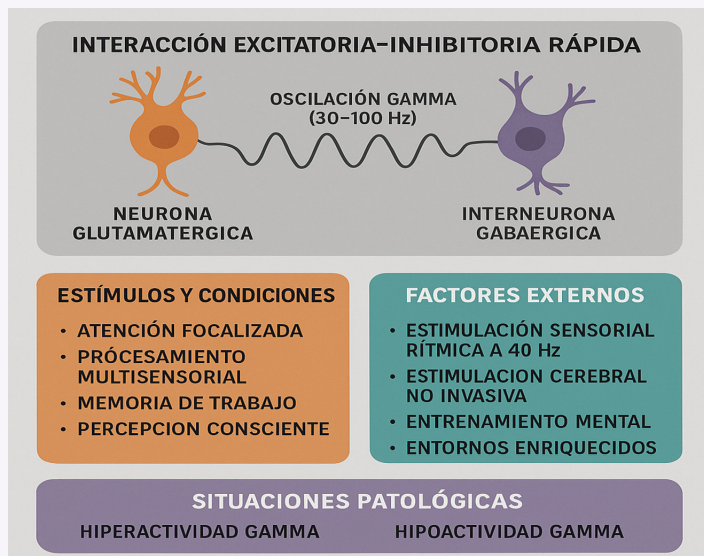 INTERACCIÓN EXCITATORIA–INHIBITORIA RÁPIDA
OSCILACIÓN GAMMA
(30–100 Hz)
NEURONA
GLUTAMATERGICA
INTERNEURONA
GABAERGICA
ESTÍMULOS Y CONDICIONES
• ATENCIÓN FOCALIZADA
• PRÓCESAMIENTO
MULTISENSORIAL
• MEMORIA DE TRABAJO
• PERCEPCION CONSCIENTE
FACTORES EXTERNOS
• ESTIMULACIÓN SENSORIAL
RÍTMICA A 40 Hz
• ESTIMULACION CEREBRAL
NO INVASIVA
• ENTRENAMIENTO MENTAL
• ENTORNOS ENRIQUECIDOS
SITUACIONES PATOLÓGICAS
HIPERACTIVIDAD GAMMA
HIPOACTIVIDAD GAMMA